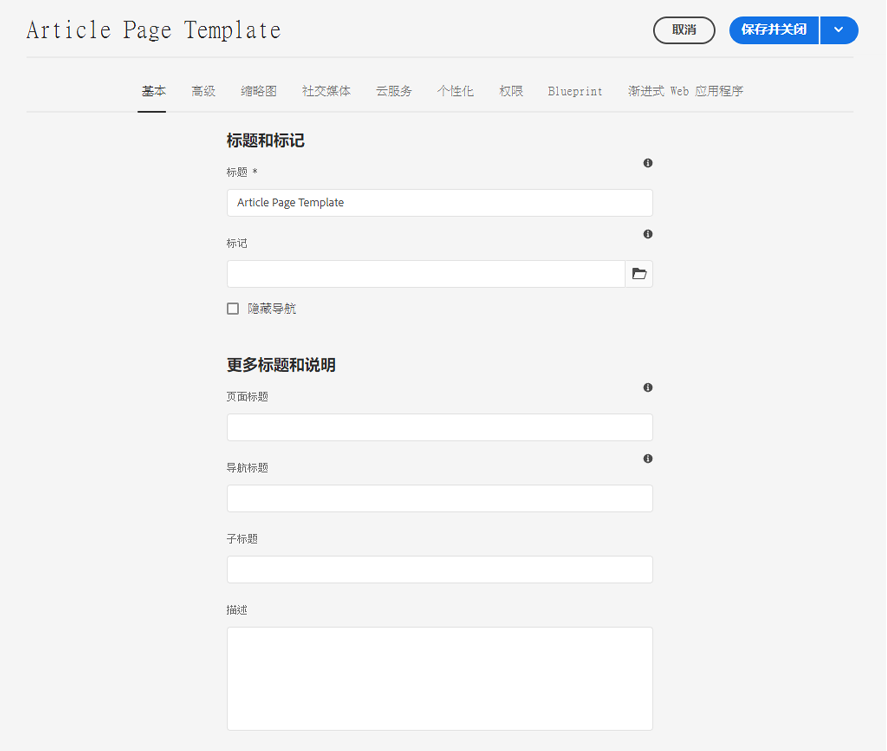 Article Page Template
取消
保存并关闭
基本 高级 缩略图 社交媒体 云服务 个性化 权限 Blueprint 渐进式 Web 应用程序
标题和标记
标题 *
Article Page Template
标记
隐藏导航
更多标题和说明
页面标题
导航标题
子标题
描述